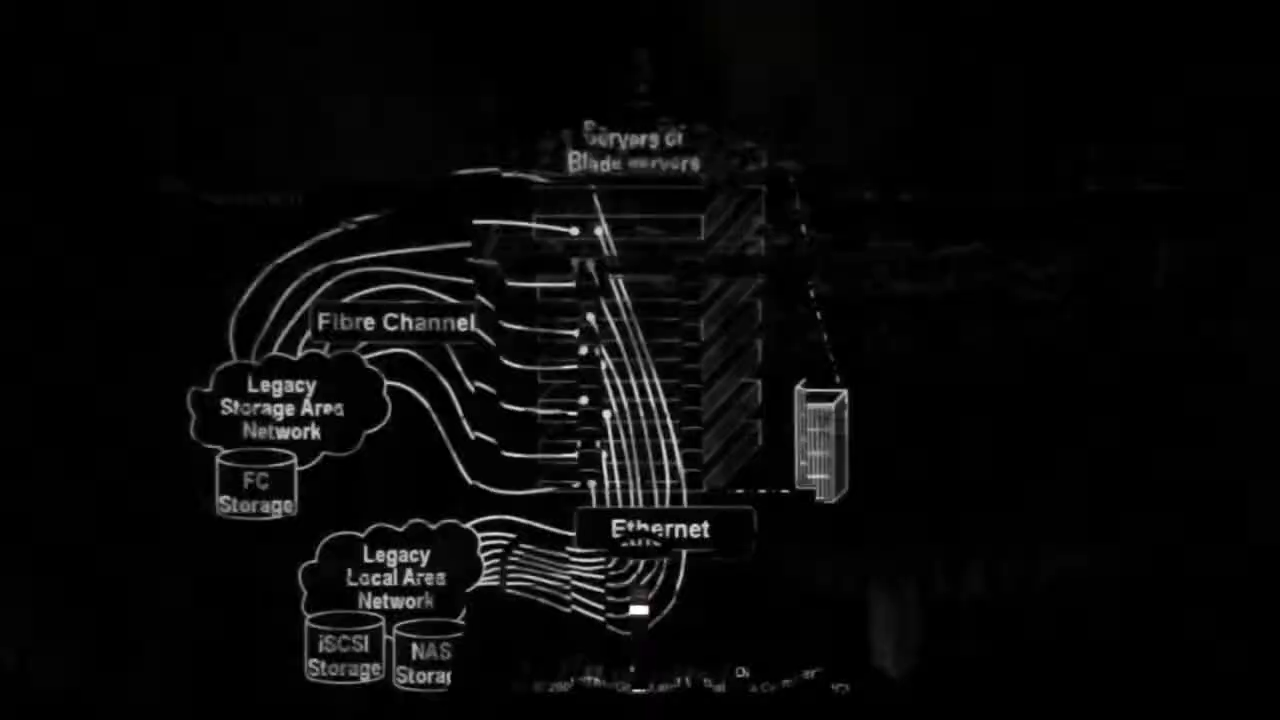 Servers or
Blade servers
Fibre Channel
Legacy
Storage Area
Network
FC
Storage
Ethernet
Legacy
Local Area
Network
iSCSI
Storage
NAS
Storag